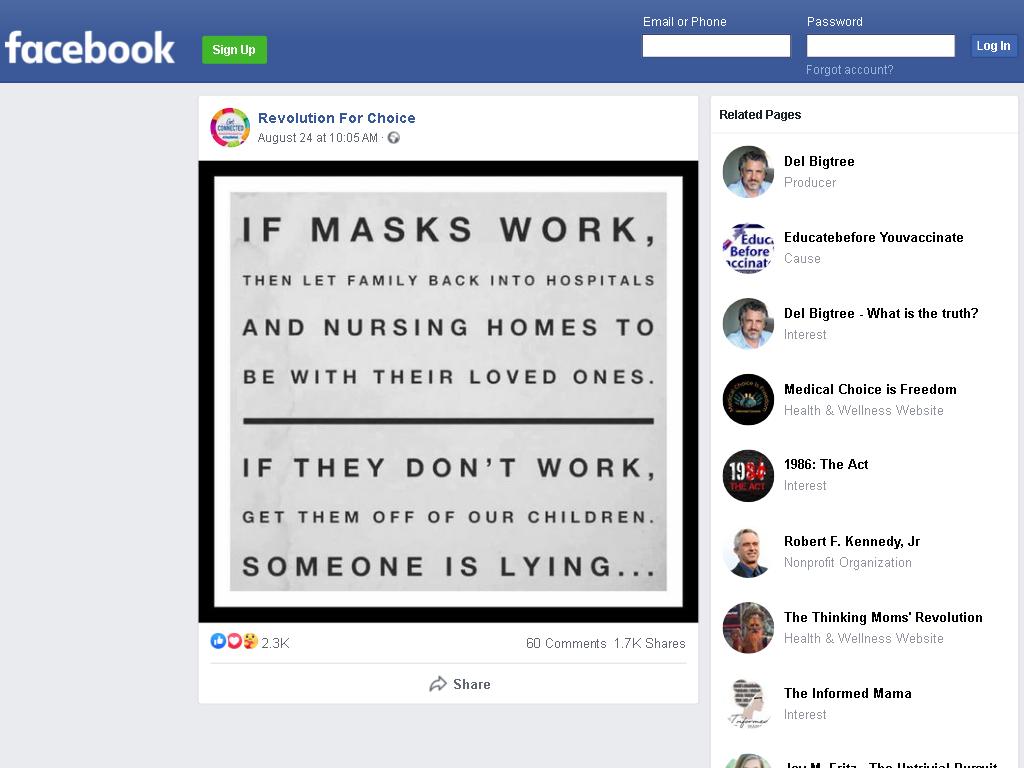 facebook
Sign Up
Email or Phone
Password
Log In
Forgot account?
Revolution For Choice
August 24 at 10:05 AM ·
IF MASKS WORK,
THEN LET FAMILY BACK INTO HOSPITALS
AND NURSING HOMES TO
BE WITH THEIR LOVED ONES.
IF THEY DON'T WORK,
GET THEM OFF OF OUR CHILDREN.
SOMEONE IS LYING...
2.3K
60 Comments 1.7K Shares
Share
Related Pages
Del Bigtree
Producer
Educatebefore Youvaccinate
Cause
Del Bigtree - What is the truth?
Interest
Medical Choice is Freedom
Health & Wellness Website
1986: The Act
Interest
Robert F. Kennedy, Jr
Nonprofit Organization
The Thinking Moms' Revolution
Health & Wellness Website
The Informed Mama
Interest